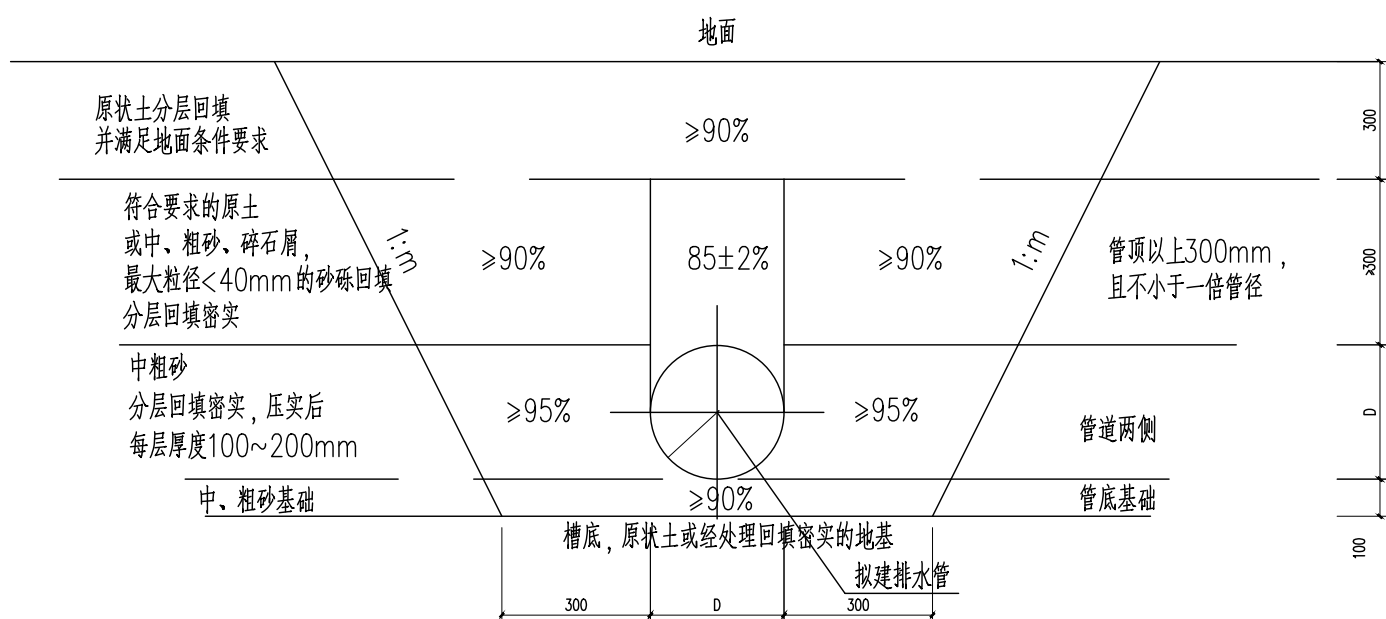 地面
原状土分层回填
并满足地面条件要求
≥90%
300
符合要求的原土
或中、粗砂、碎石屑,
最大粒径<40mm的砂砾回填
分层回填密实
1:m
≥90%
85±2%
≥90%
1:m
管顶以上300mm,
且不小于一倍管径
≥300
中粗砂
分层回填密实,压实后
每层厚度100~200mm
≥95%
≥95%
管道两侧
D
中、粗砂基础
≥90%
管底基础
100
槽底,原状土或经处理回填密实的地基
拟建排水管
300
D
300